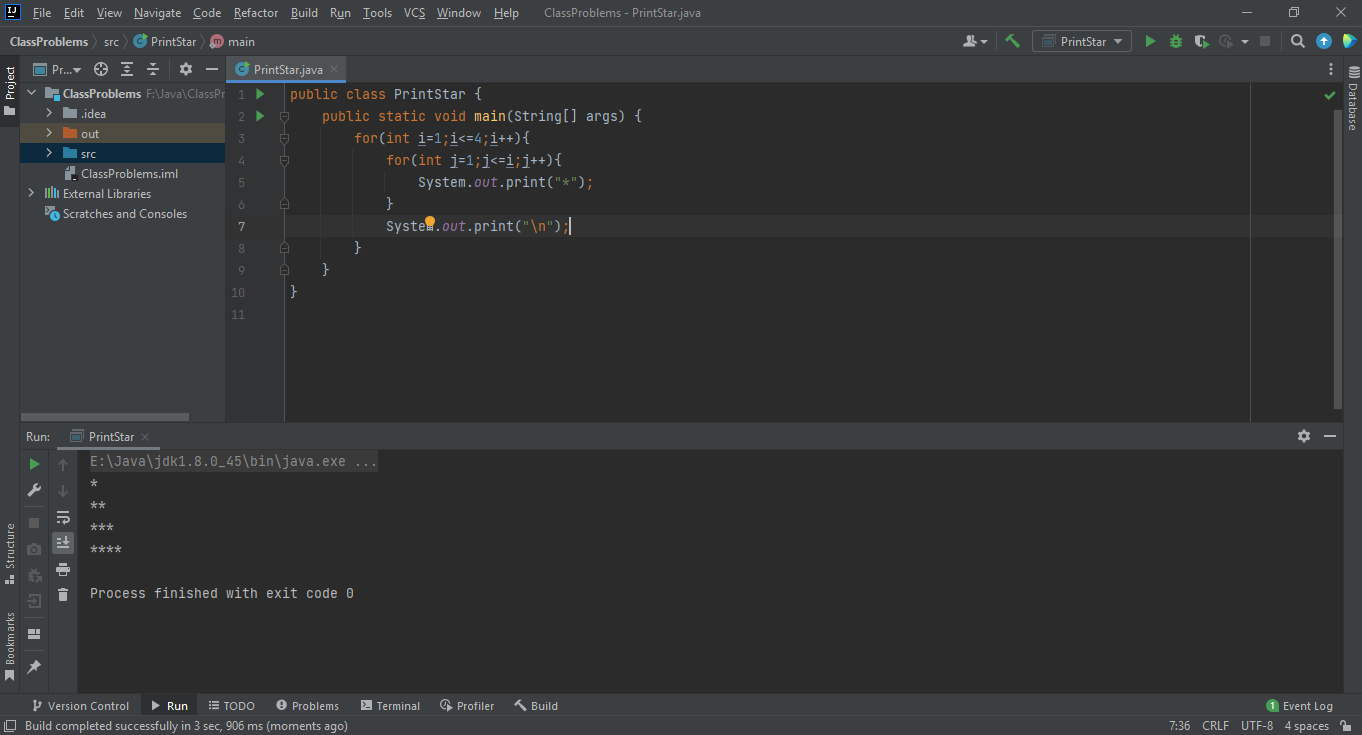 File Edit View Navigate Code Refactor Build Run Tools VCS Window Help ClassProblems - PrintStar.java
ClassProblems src PrintStar main PrintStar
Project
Pr...
PrintStar.java
ClassProblems F:\Java\ClassPr
.idea
out
src
ClassProblems.iml
External Libraries
Scratches and Consoles
1 public class PrintStar {
2 public static void main(String[] args) {
3 for(int i=1;i<=4;i++){
4 for(int j=1;j<=i;j++){
5 System.out.print("*");
6 }
7 System.out.print("\n");
8 }
9 }
10 }
11
Database
Run: PrintStar
E:\Java\jdk1.8.0_45\bin\java.exe ...
*
**
***
****
Process finished with exit code 0
Structure
Bookmarks
Version Control Run TODO Problems Terminal Profiler Build 1 Event Log
Build completed successfully in 3 sec, 906 ms (moments ago) 7:36 CRLF UTF-8 4 spaces